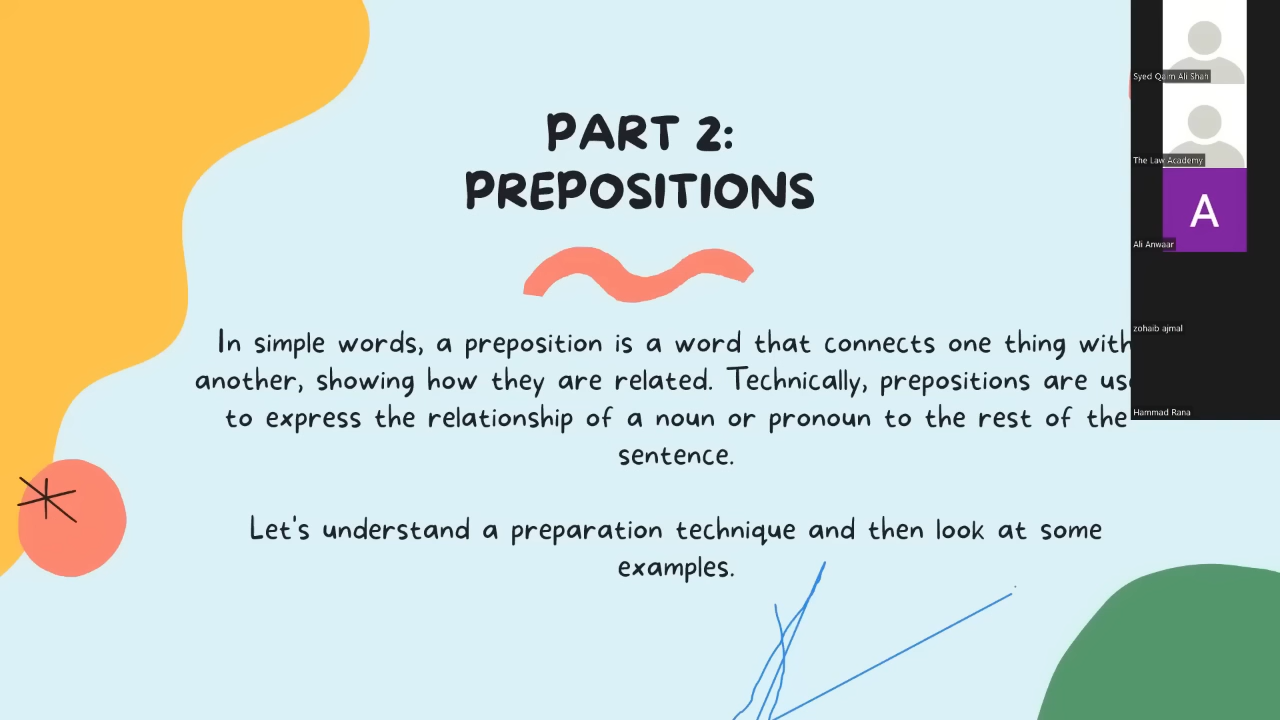 PART 2:
PREPOSITIONS
In simple words, a preposition is a word that connects one thing with
another, showing how they are related. Technically, prepositions are
to express the relationship of a noun or pronoun to the rest of the
sentence.
Let's understand a preparation technique and then look at some
examples.
Syed Qaim Ali Shah
The Law Academy
A
Ali Anwaar
zohaib ajmal
Hammad Rana